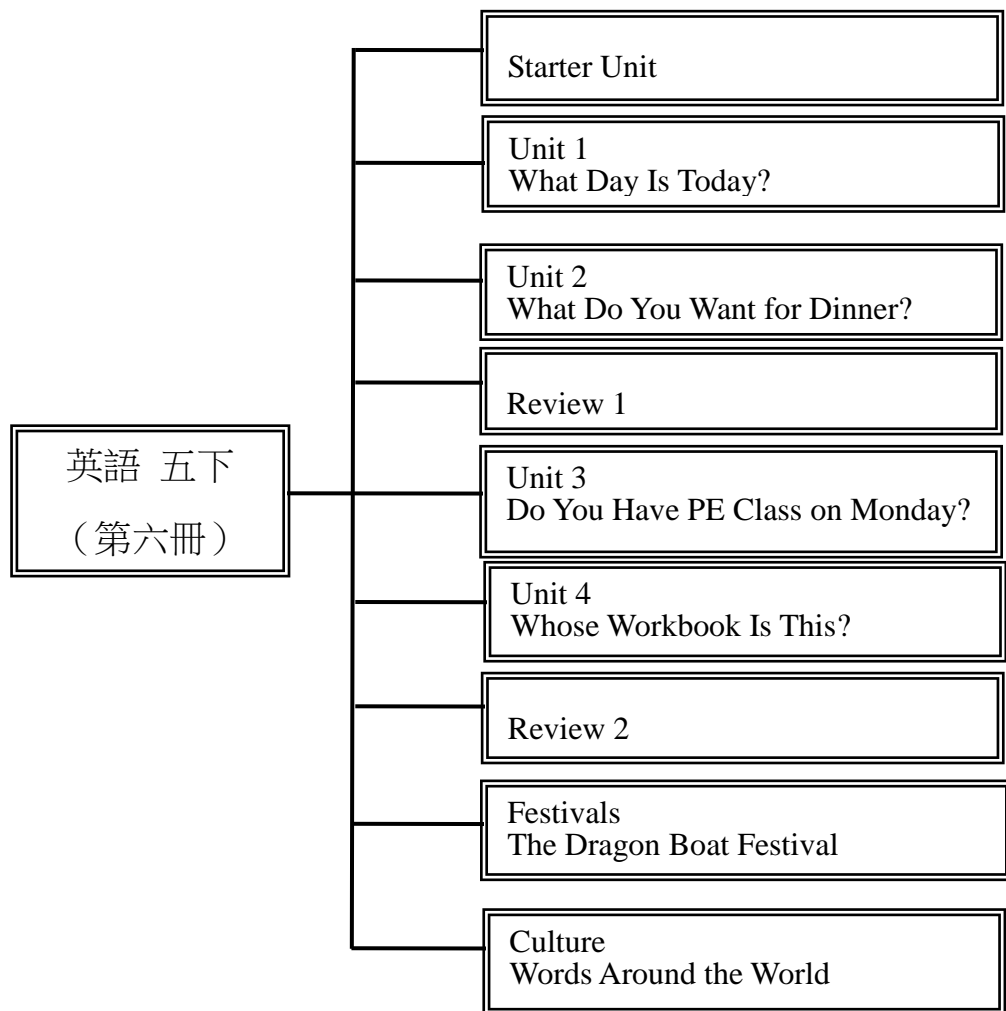 英語 五下
（第六冊）
Starter Unit
Unit 1
What Day Is Today?
Unit 2
What Do You Want for Dinner?
Review 1
Unit 3
Do You Have PE Class on Monday?
Unit 4
Whose Workbook Is This?
Review 2
Festivals
The Dragon Boat Festival
Culture
Words Around the World